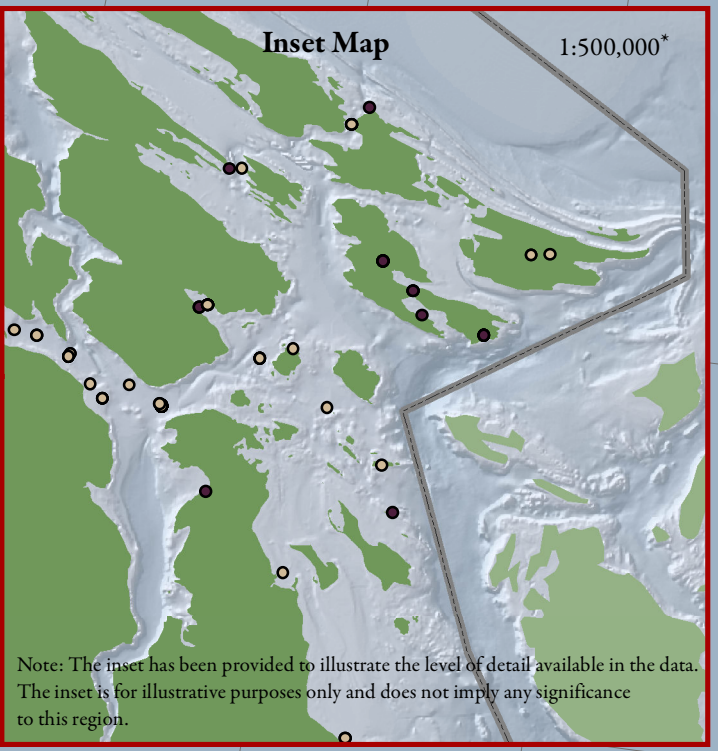 Inset Map
1:500,000*
Note: The inset has been provided to illustrate the level of detail available in the data.
The inset is for illustrative purposes only and does not imply any significance
to this region.